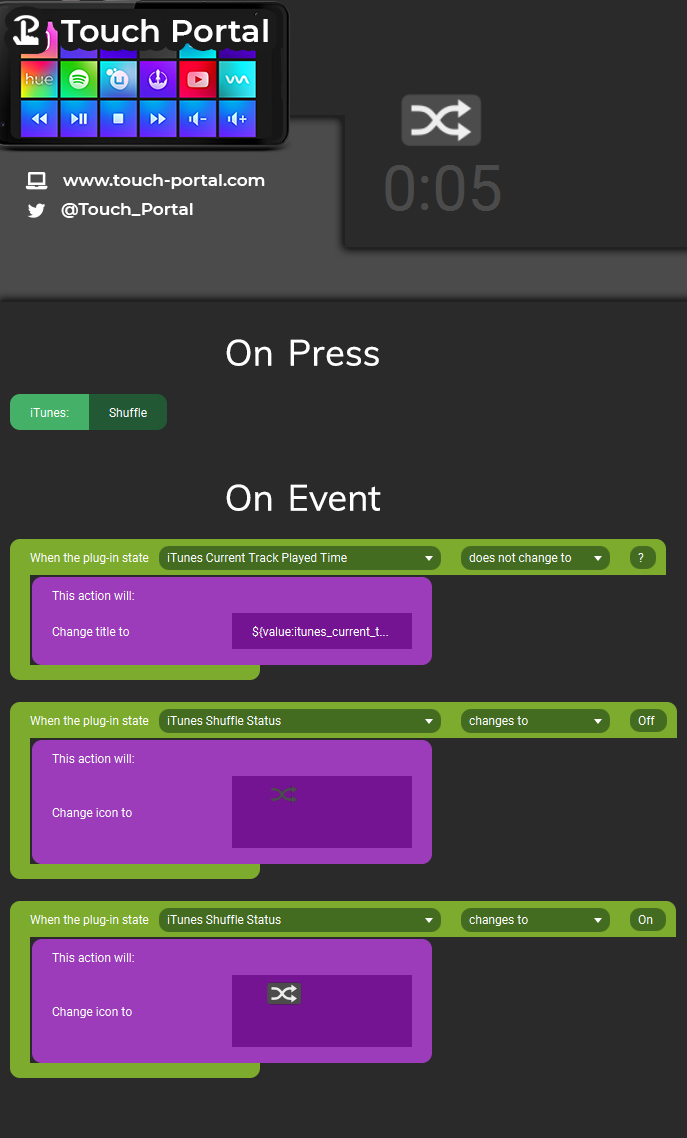 Touch Portal
hue
www.touch-portal.com
@Touch_Portal
0:05
On Press
iTunes: Shuffle
On Event
When the plug-in state iTunes Current Track Played Time does not change to ?
This action will:
Change title to ${value:itunes_current_t...
When the plug-in state iTunes Shuffle Status changes to Off
This action will:
Change icon to
When the plug-in state iTunes Shuffle Status changes to On
This action will:
Change icon to